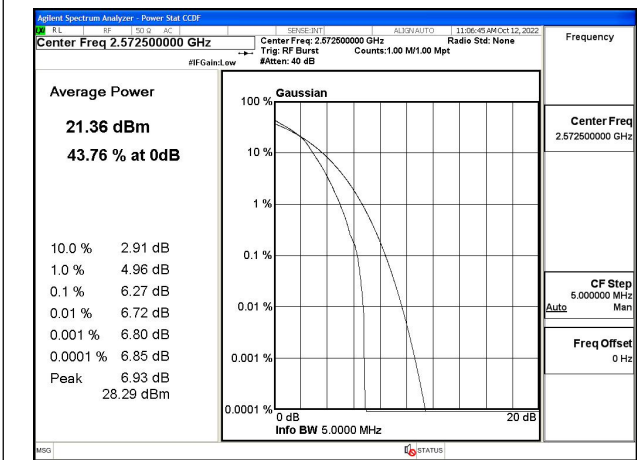 Agilent Spectrum Analyzer - Power Stat CCDF
RL RF 50 Ω AC SENSE:INT ALIGN AUTO 11:06:45 AM Oct 12, 2022
Center Freq 2.572500000 GHz
Center Freq: 2.572500000 GHz Radio Std: None
Trig: RF Burst Counts:1.00 M/1.00 Mpt
#IFGain:Low #Atten: 40 dB
Frequency
Average Power
21.36 dBm
43.76 % at 0dB
10.0 % 2.91 dB
1.0 % 4.96 dB
0.1 % 6.27 dB
0.01 % 6.72 dB
0.001 % 6.80 dB
0.0001 % 6.85 dB
Peak 6.93 dB
28.29 dBm
Gaussian
100 %
10 %
1 %
0.1 %
0.01 %
0.001 %
0.0001 %
0 dB 20 dB
Info BW 5.0000 MHz
Center Freq
2.572500000 GHz
CF Step
5.000000 MHz
Auto Man
Freq Offset
0 Hz
MSG STATUS